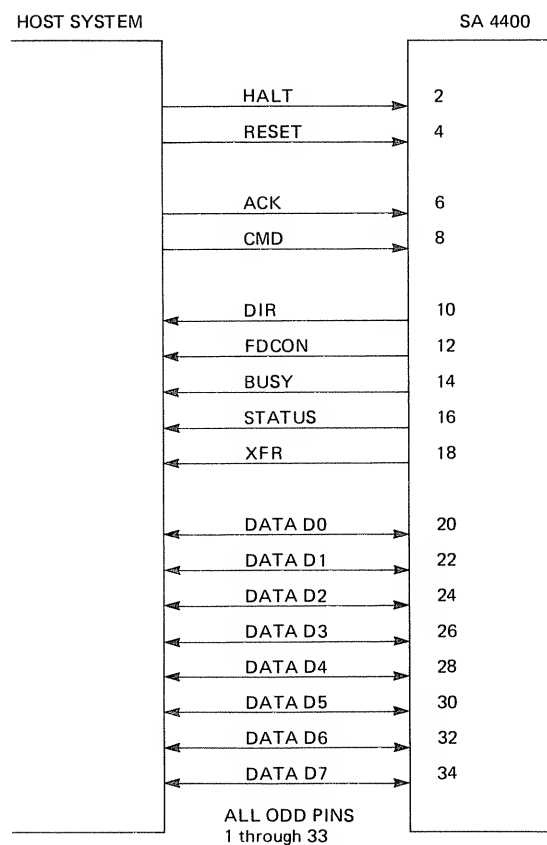 HOST SYSTEM SA 4400
HALT 2
RESET 4
ACK 6
CMD 8
DIR 10
FDCON 12
BUSY 14
STATUS 16
XFR 18
DATA D0 20
DATA D1 22
DATA D2 24
DATA D3 26
DATA D4 28
DATA D5 30
DATA D6 32
DATA D7 34
ALL ODD PINS
1 through 33